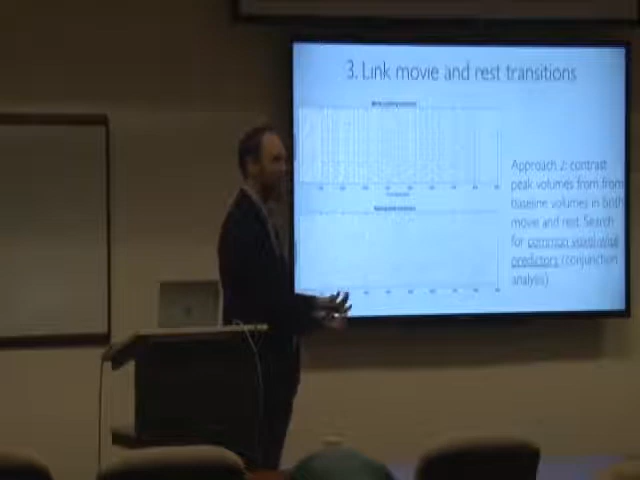 3. Link movie and rest transitions
Approach 2: contrast
peak volumes from from
baseline volumes in both
movie and rest. Search
for common voxel-wise
predictors (conjunction
analysis)